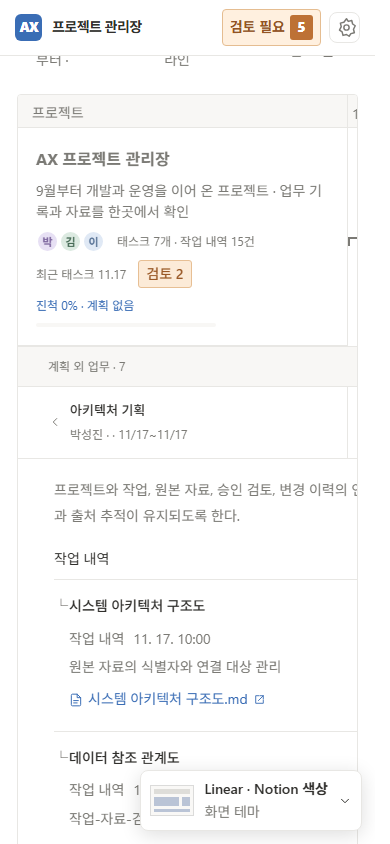 AX 프로젝트 관리장
검토 필요 5
부터 · 라인
프로젝트
AX 프로젝트 관리장
9월부터 개발과 운영을 이어 온 프로젝트 · 업무 기
록과 자료를 한곳에서 확인
박 김 이 태스크 7개 · 작업 내역 15건
최근 태스크 11.17 검토 2
진척 0% · 계획 없음
계획 외 업무 · 7
아키텍처 기획
박성진 · · 11/17~11/17
프로젝트와 작업, 원본 자료, 승인 검토, 변경 이력의
과 출처 추적이 유지되도록 한다.
작업 내역
시스템 아키텍처 구조도
작업 내역 11. 17. 10:00
원본 자료의 식별자와 연결 대상 관리
시스템 아키텍처 구조도.md
데이터 참조 관계도
작업 내역
작업-자료-
Linear · Notion 색상
화면 테마